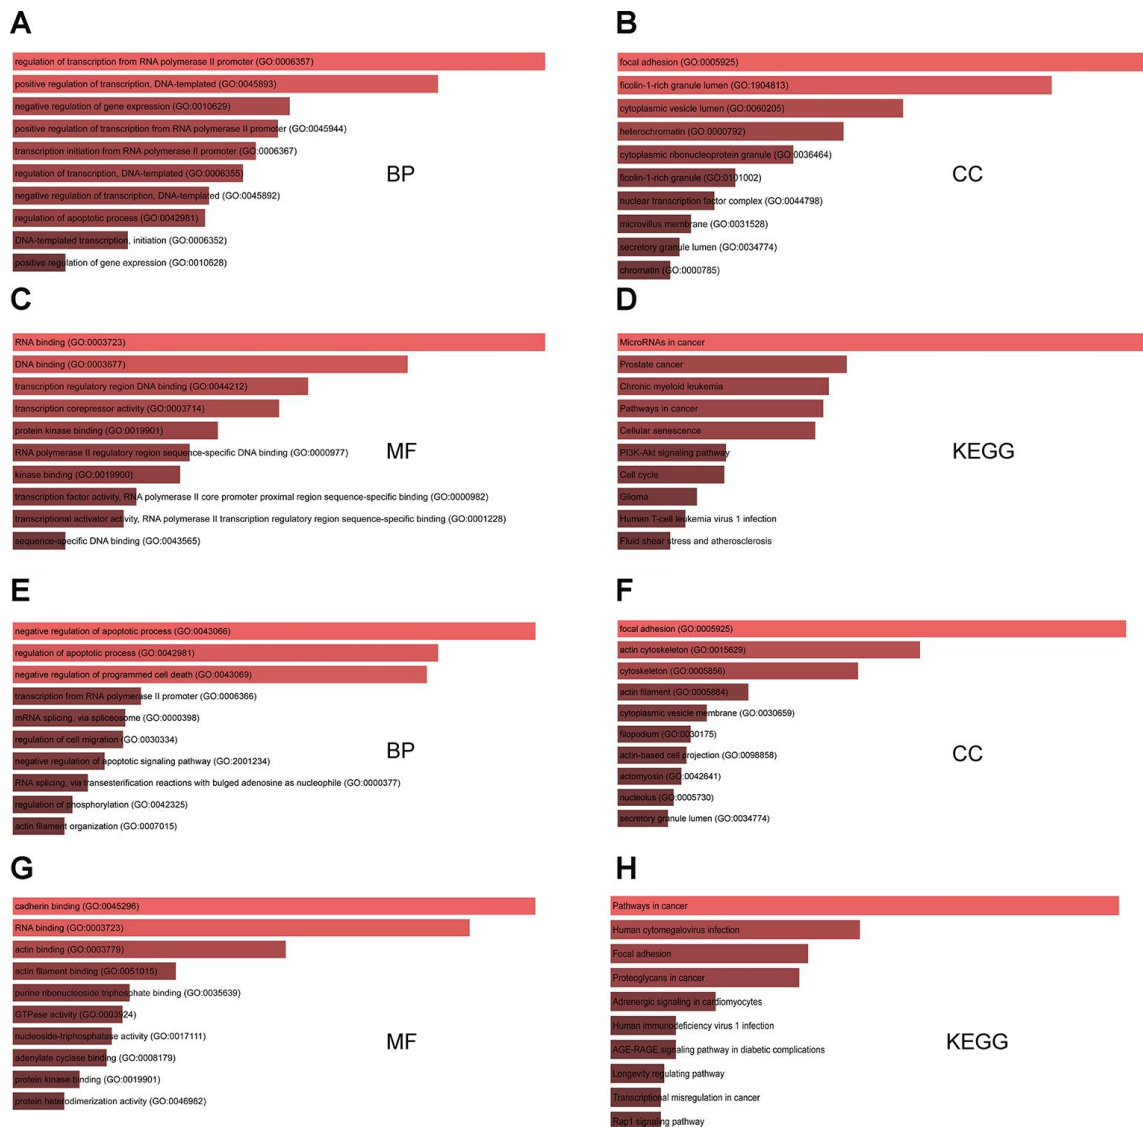 A
regulation of transcription from RNA polymerase II promoter (GO:0006357)
positive regulation of transcription, DNA-templated (GO:0045893)
negative regulation of gene expression (GO:0010629)
positive regulation of transcription from RNA polymerase II promoter (GO:0045944)
transcription initiation from RNA polymerase II promoter (GO:0006367)
regulation of transcription, DNA-templated (GO:0006355)
negative regulation of transcription, DNA-templated (GO:0045892)
regulation of apoptotic process (GO:0042981)
DNA-templated transcription, initiation (GO:0006352)
positive regulation of gene expression (GO:0010628)
BP
B
focal adhesion (GO:0005925)
ficolin-1-rich granule lumen (GO:1904813)
cytoplasmic vesicle lumen (GO:0060205)
heterochromatin (GO:0000792)
cytoplasmic ribonucleoprotein granule (GO:0036464)
ficolin-1-rich granule (GO:0101002)
nuclear transcription factor complex (GO:0044798)
microvillus membrane (GO:0031528)
secretory granule lumen (GO:0034774)
chromatin (GO:0000785)
CC
C
RNA binding (GO:0003723)
DNA binding (GO:0003677)
transcription regulatory region DNA binding (GO:0044212)
transcription corepressor activity (GO:0003714)
protein kinase binding (GO:0019901)
RNA polymerase II regulatory region sequence-specific DNA binding (GO:0000977)
kinase binding (GO:0019900)
transcription factor activity, RNA polymerase II core promoter proximal region sequence-specific binding (GO:0000982)
transcriptional activator activity, RNA polymerase II transcription regulatory region sequence-specific binding (GO:0001228)
sequence-specific DNA binding (GO:0043565)
MF
D
MicroRNAs in cancer
Prostate cancer
Chronic myeloid leukemia
Pathways in cancer
Cellular senescence
PI3K-Akt signaling pathway
Cell cycle
Glioma
Human T-cell leukemia virus 1 infection
Fluid shear stress and atherosclerosis
KEGG
E
negative regulation of apoptotic process (GO:0043066)
regulation of apoptotic process (GO:0042981)
negative regulation of programmed cell death (GO:0043069)
transcription from RNA polymerase II promoter (GO:0006366)
mRNA splicing, via spliceosome (GO:0000398)
regulation of cell migration (GO:0030334)
negative regulation of apoptotic signaling pathway (GO:2001234)
RNA splicing, via transesterification reactions with bulged adenosine as nucleophile (GO:0000377)
regulation of phosphorylation (GO:0042325)
actin filament organization (GO:0007015)
BP
F
focal adhesion (GO:0005925)
actin cytoskeleton (GO:0015629)
cytoskeleton (GO:0005856)
actin filament (GO:0005884)
cytoplasmic vesicle membrane (GO:0030659)
filopodium (GO:0030175)
actin-based cell projection (GO:0098858)
actomyosin (GO:0042641)
nucleolus (GO:0005730)
secretory granule lumen (GO:0034774)
CC
G
cadherin binding (GO:0045296)
RNA binding (GO:0003723)
actin binding (GO:0003779)
actin filament binding (GO:0051015)
purine ribonucleoside triphosphate binding (GO:0035639)
GTPase activity (GO:0003924)
nucleoside-triphosphatase activity (GO:0017111)
adenylate cyclase binding (GO:0008179)
protein kinase binding (GO:0019901)
protein heterodimerization activity (GO:0046982)
MF
H
Pathways in cancer
Human cytomegalovirus infection
Focal adhesion
Proteoglycans in cancer
Adrenergic signaling in cardiomyocytes
Human immunodeficiency virus 1 infection
AGE-RAGE signaling pathway in diabetic complications
Longevity regulating pathway
Transcriptional misregulation in cancer
Rap1 signaling pathway
KEGG